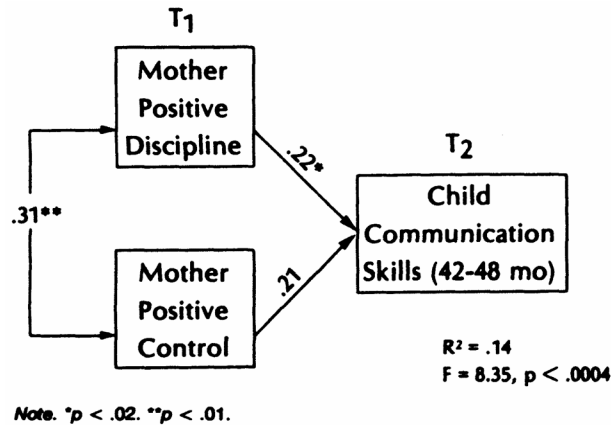 T1
Mother
Positive
Discipline
.22*
T2
.31**
Child
Communication
Skills (42-48 mo)
Mother
Positive
Control
.21
R² = .14
F = 8.35, p < .0004
Note. *p < .02. **p < .01.